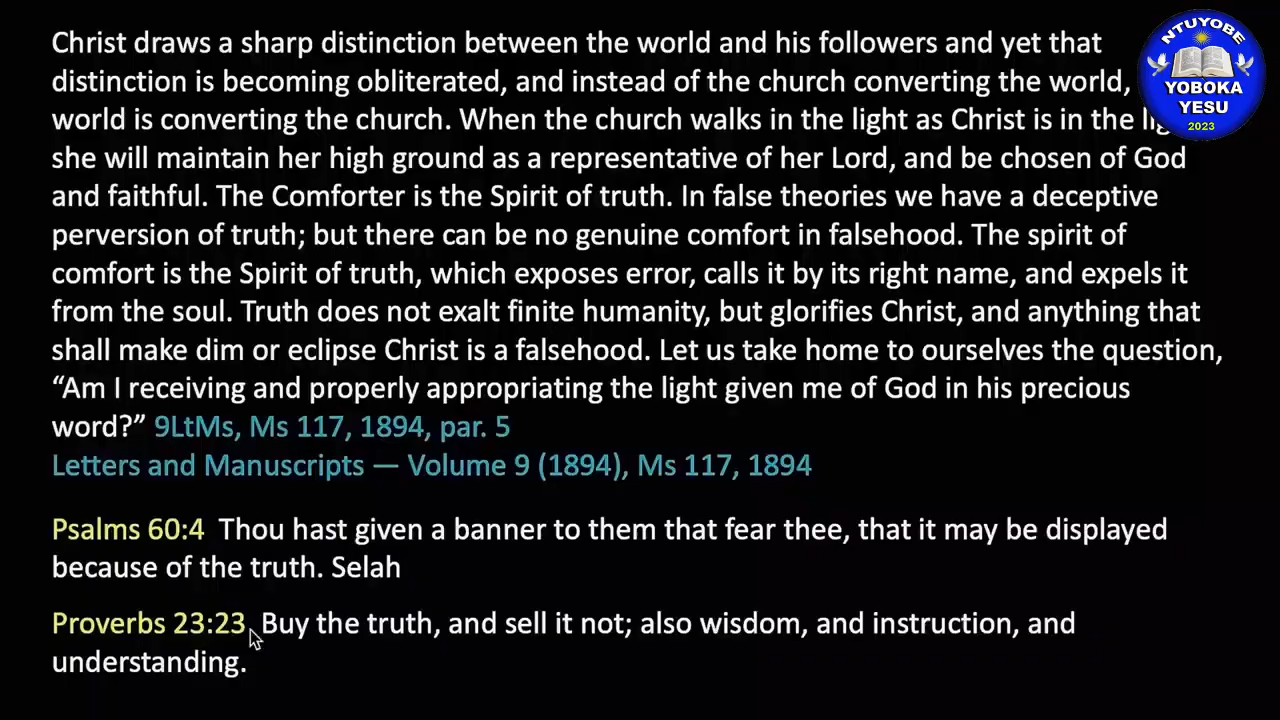 Christ draws a sharp distinction between the world and his followers and yet that
distinction is becoming obliterated, and instead of the church converting the world,
world is converting the church. When the church walks in the light as Christ is in the
she will maintain her high ground as a representative of her Lord, and be chosen of God
and faithful. The Comforter is the Spirit of truth. In false theories we have a deceptive
perversion of truth; but there can be no genuine comfort in falsehood. The spirit of
comfort is the Spirit of truth, which exposes error, calls it by its right name, and expels it
from the soul. Truth does not exalt finite humanity, but glorifies Christ, and anything that
shall make dim or eclipse Christ is a falsehood. Let us take home to ourselves the question,
“Am I receiving and properly appropriating the light given me of God in his precious
word?” 9LtMs, Ms 117, 1894, par. 5
Letters and Manuscripts — Volume 9 (1894), Ms 117, 1894
Psalms 60:4 Thou hast given a banner to them that fear thee, that it may be displayed
because of the truth. Selah
Proverbs 23:23 Buy the truth, and sell it not; also wisdom, and instruction, and
understanding.
NTUYOBE
YOBOKA
YESU
2023